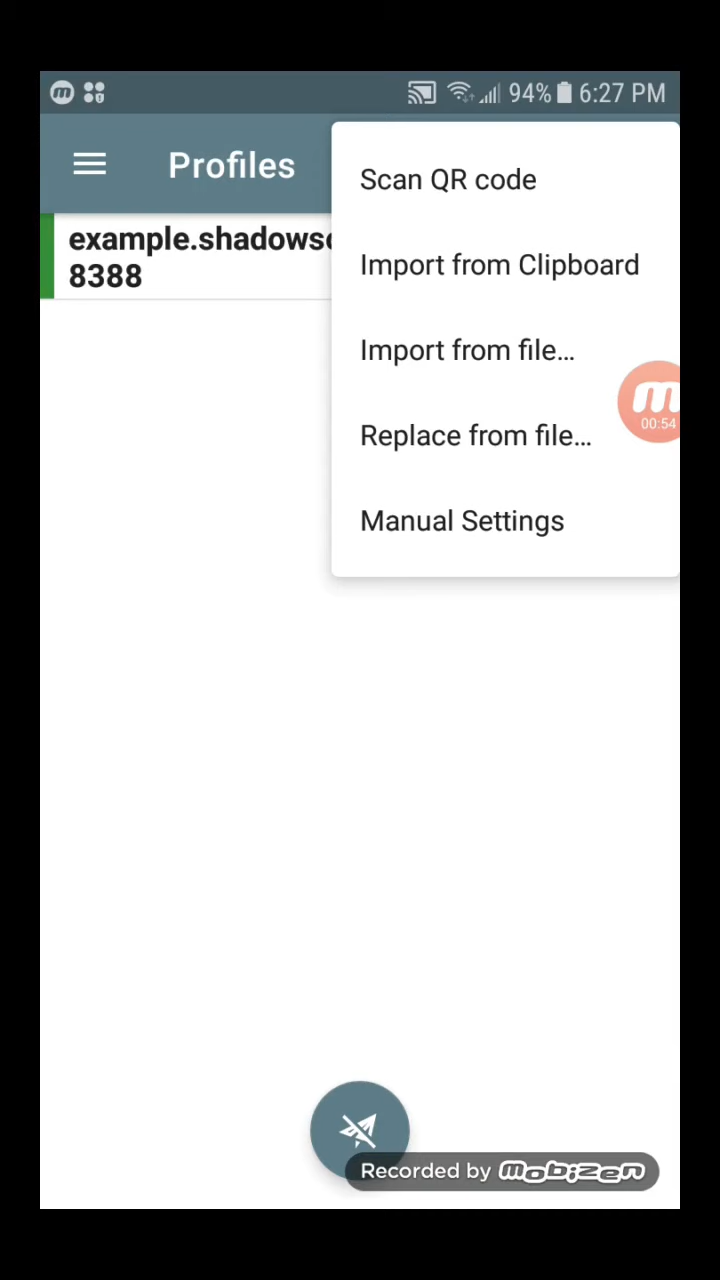 94% 6:27 PM
Profiles
Scan QR code
example.shadowso
8388
Import from Clipboard
Import from file...
00:54
Replace from file...
Manual Settings
Recorded by mobizen